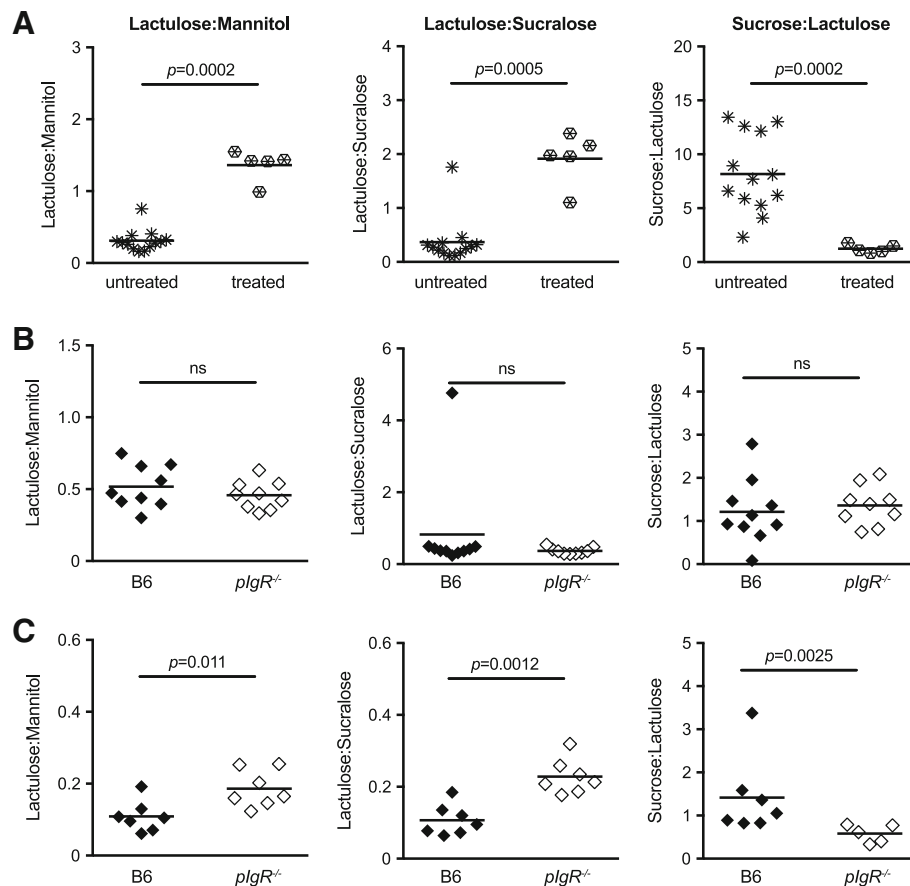 A
Lactulose:Mannitol
Lactulose:Sucralose
Sucrose:Lactulose
Lactulose:Mannitol
3
2
1
0
p=0.0002
untreated
treated
Lactulose:Sucralose
4
3
2
1
0
p=0.0005
untreated
treated
Sucrose:Lactulose
20
15
10
5
0
p=0.0002
untreated
treated
B
Lactulose:Mannitol
1.5
1.0
0.5
0
ns
B6
pIgR-/-
Lactulose:Sucralose
6
4
2
0
ns
B6
pIgR-/-
Sucrose:Lactulose
5
4
3
2
1
0
ns
B6
pIgR-/-
C
Lactulose:Mannitol
0.6
0.4
0.2
0
p=0.011
B6
pIgR-/-
Lactulose:Sucralose
0.6
0.4
0.2
0
p=0.0012
B6
pIgR-/-
Sucrose:Lactulose
5
4
3
2
1
0
p=0.0025
B6
pIgR-/-